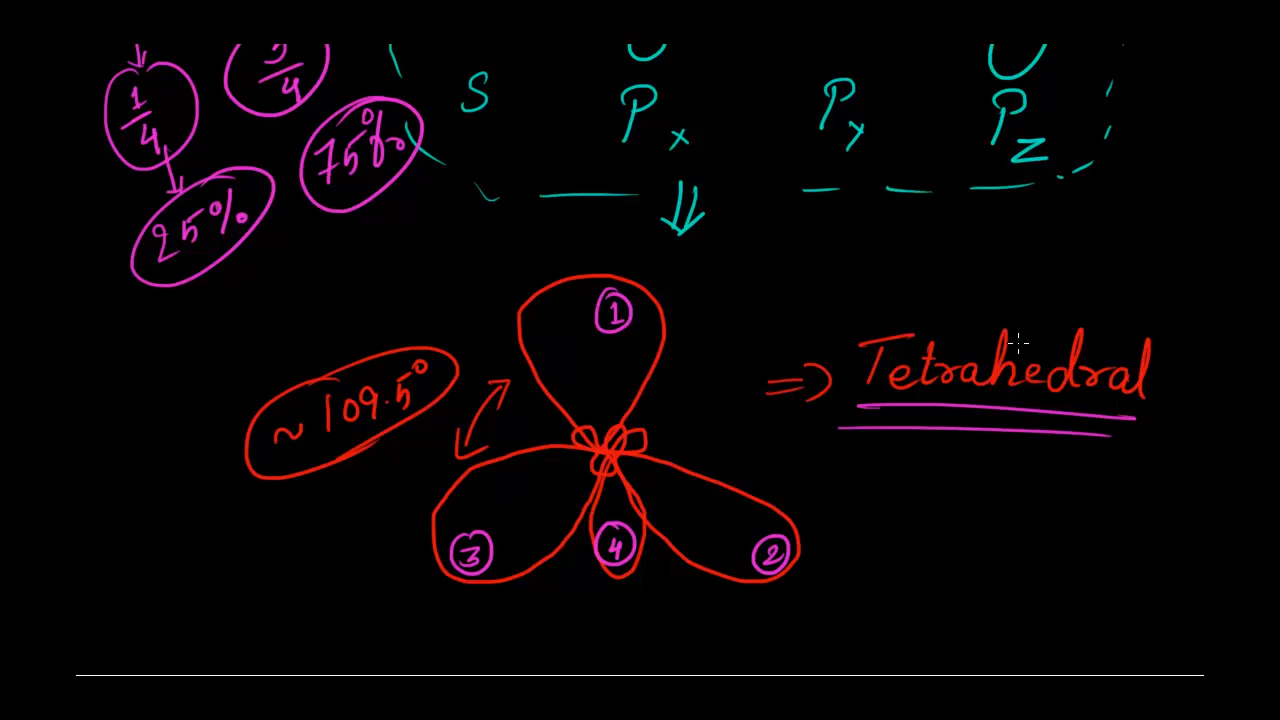 1/4
3/4
25%
75%
S Px Py Pz
1
~ 109.5°
⇒ Tetrahedral
3 4 2